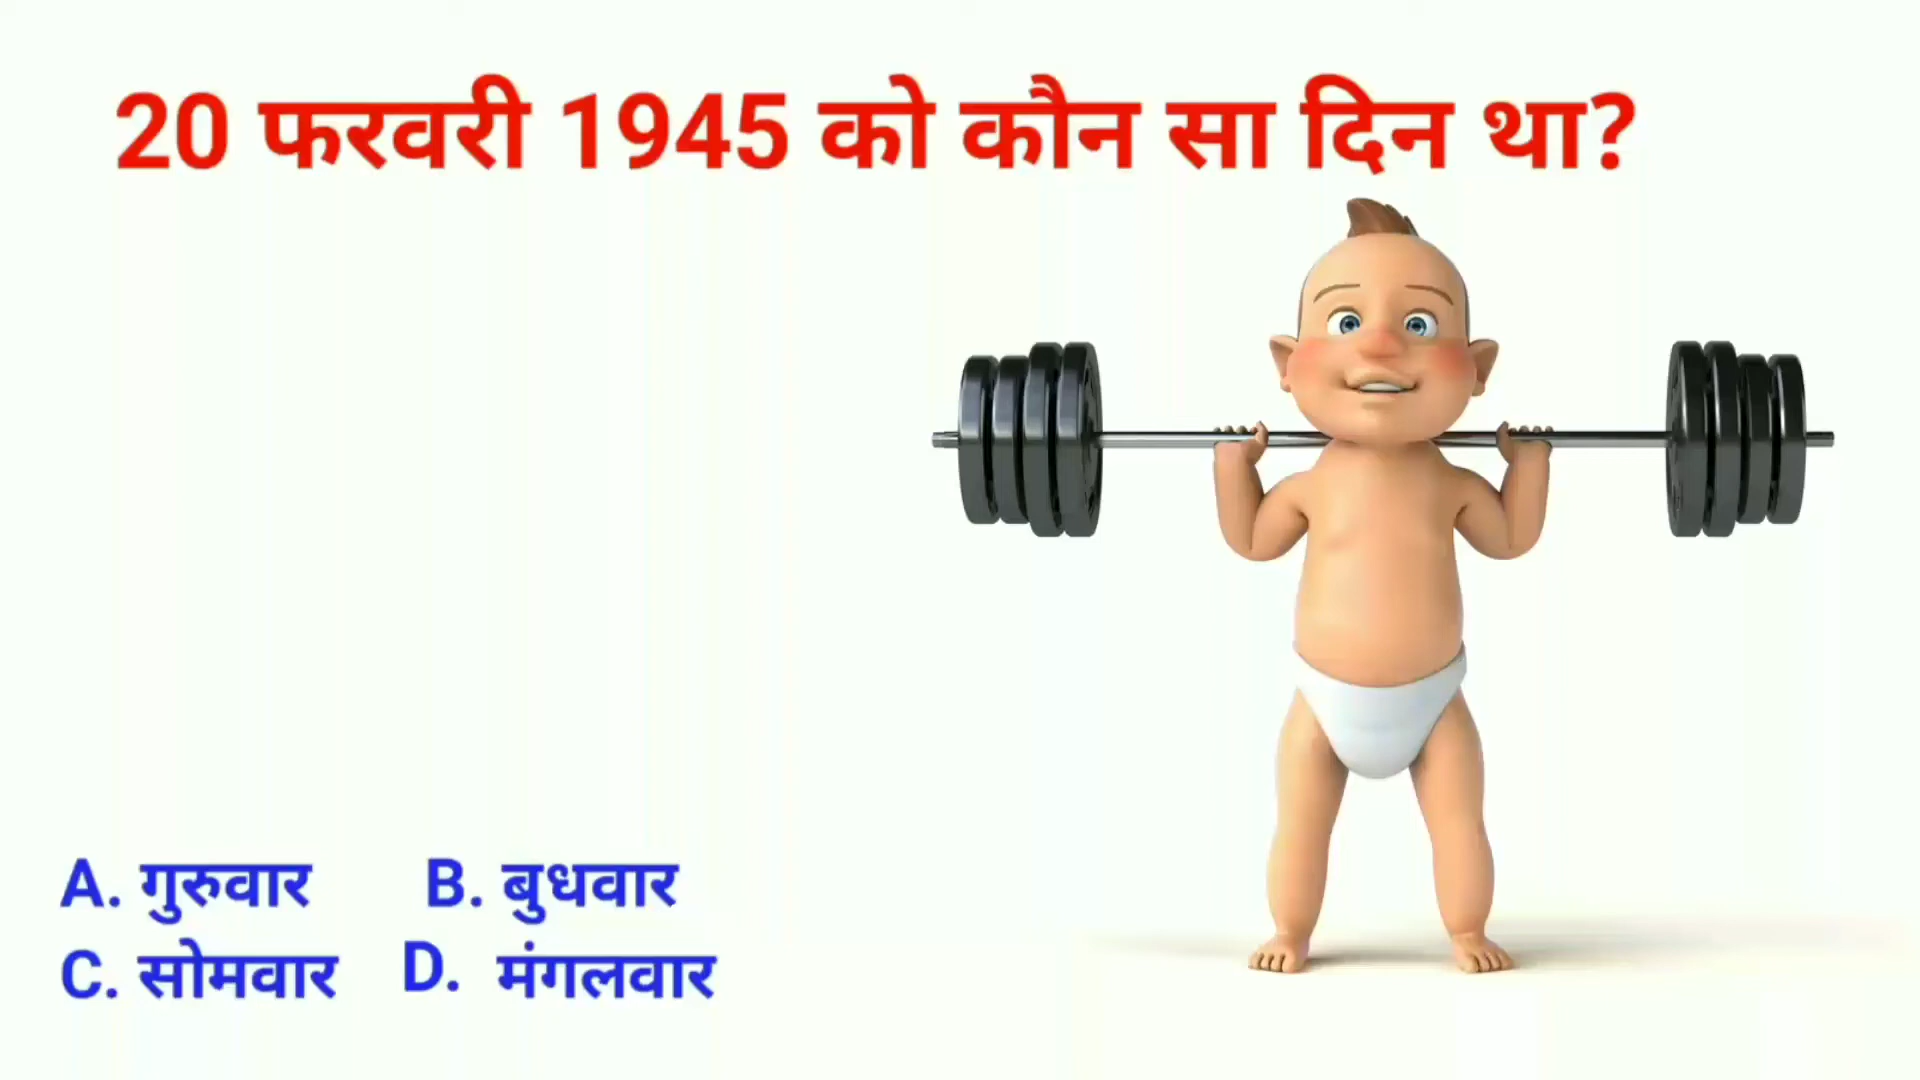 20 फरवरी 1945 को कौन सा दिन था?
A. गुरुवार B. बुधवार
C. सोमवार D. मंगलवार